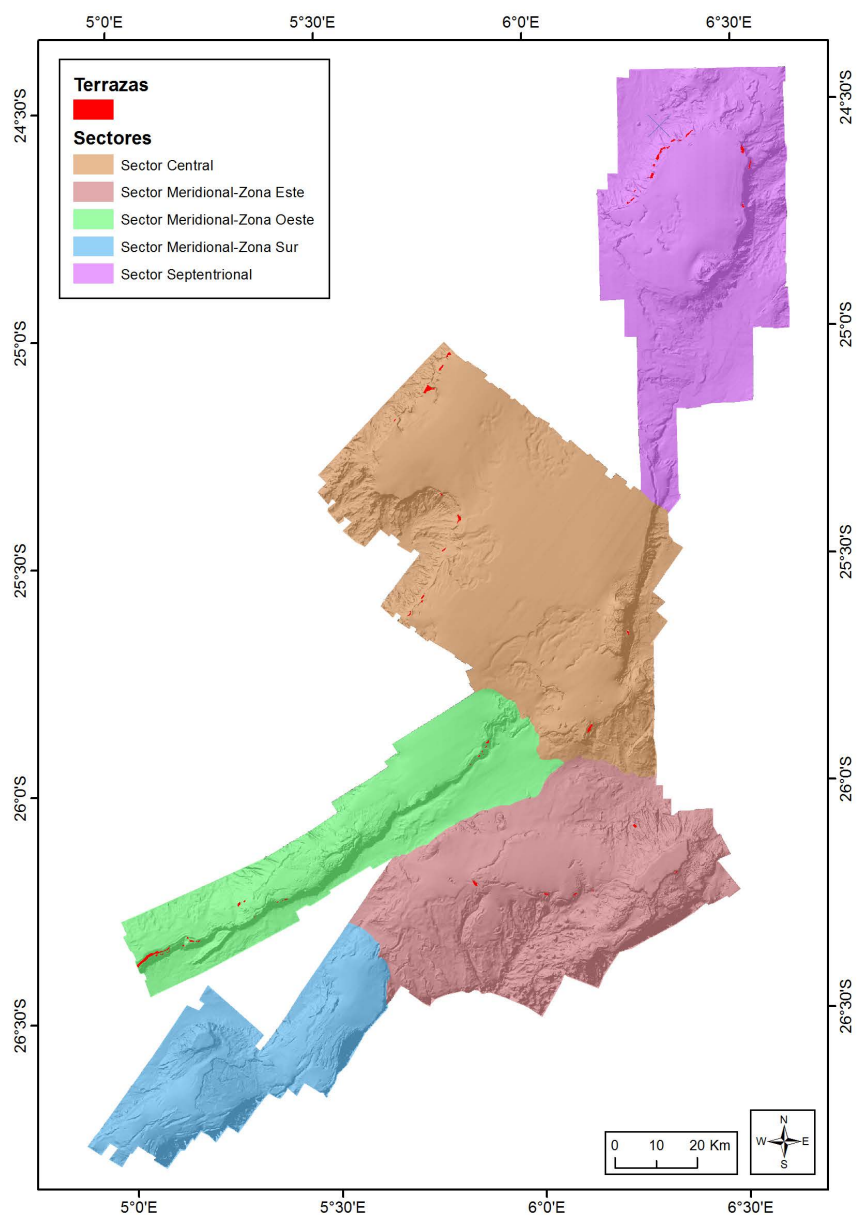 5°0'E 5°30'E 6°0'E 6°30'E
Terrazas
Sectores
Sector Central
Sector Meridional-Zona Este
Sector Meridional-Zona Oeste
Sector Meridional-Zona Sur
Sector Septentrional
24°30'S 24°30'S
25°0'S 25°0'S
25°30'S 25°30'S
26°0'S 26°0'S
26°30'S 26°30'S
0 10 20 Km
N
W E
S
5°0'E 5°30'E 6°0'E 6°30'E